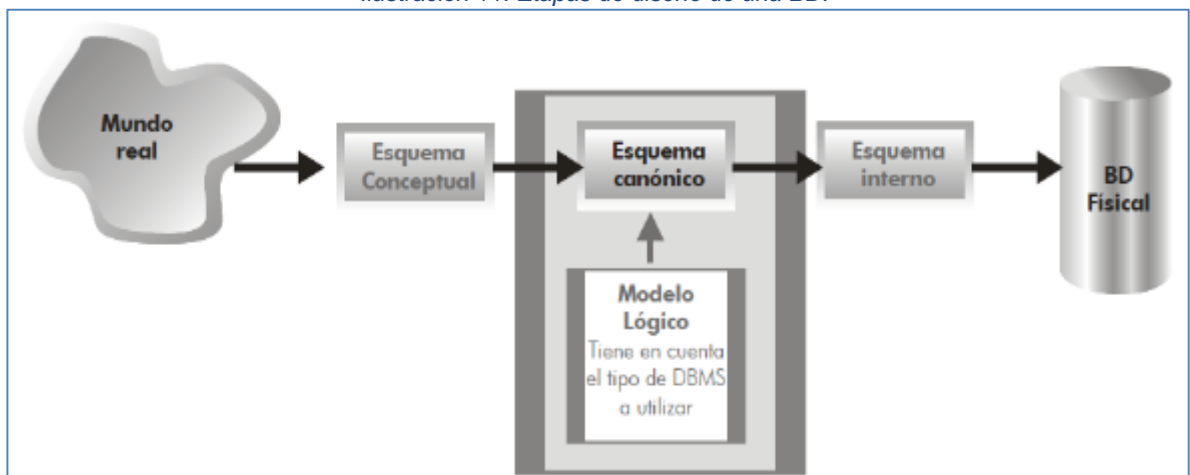 Mundo
real
Esquema
Conceptual
Esquema
canónico
Esquema
interno
BD
Físical
Modelo
Lógico
Tiene en cuenta
el tipo de DBMS
a utilizar